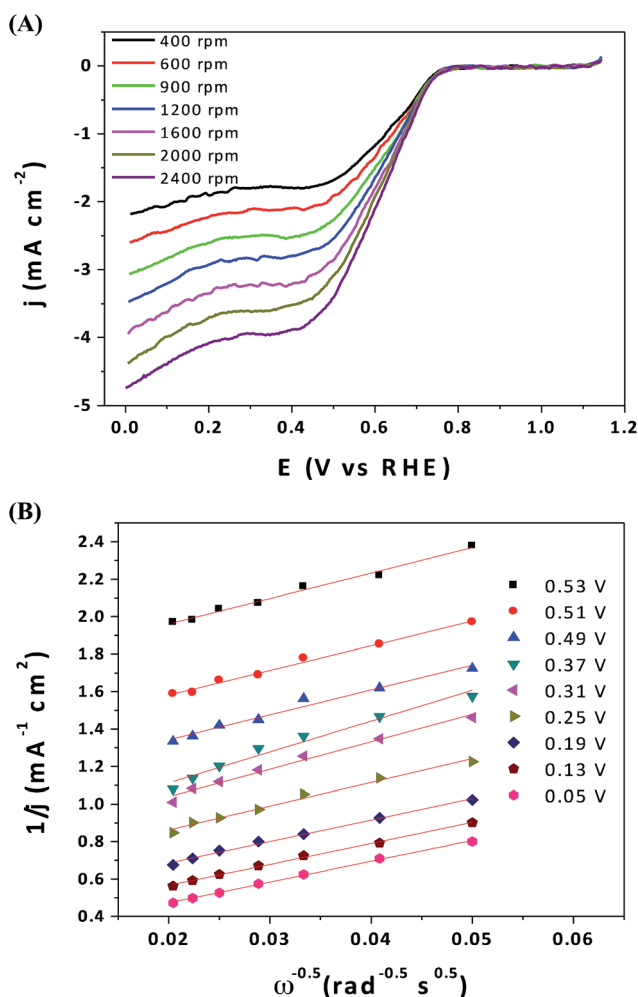 (A)
400 rpm
600 rpm
900 rpm
1200 rpm
1600 rpm
2000 rpm
2400 rpm
0
-1
-2
-3
-4
-5
j (mA cm⁻²)
0.0 0.2 0.4 0.6 0.8 1.0 1.2
E (V vs RHE)
(B)
2.4
2.2
2.0
1.8
1.6
1.4
1.2
1.0
0.8
0.6
0.4
1/j (mA⁻¹ cm²)
0.53 V
0.51 V
0.49 V
0.37 V
0.31 V
0.25 V
0.19 V
0.13 V
0.05 V
0.02 0.03 0.04 0.05 0.06
ω⁻⁰·⁵(rad⁻⁰·⁵ s⁰·⁵)